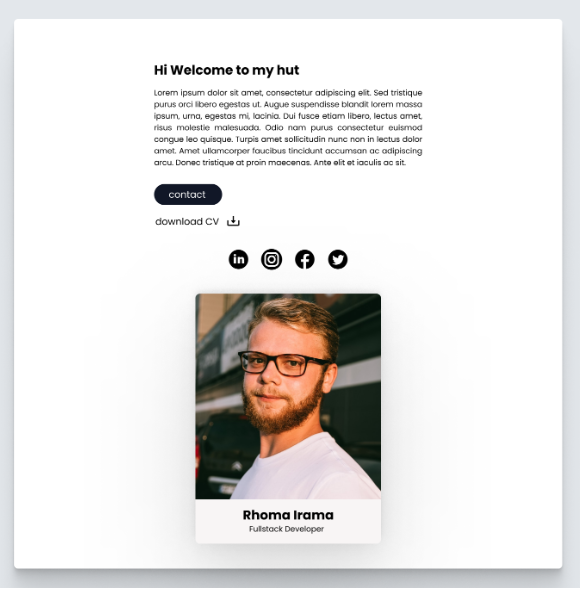 Hi Welcome to my hut
Lorem ipsum dolor sit amet, consectetur adipiscing elit. Sed tristique
purus orci libero egestas ut. Augue suspendisse blandit lorem massa
ipsum, urna, egestas mi, lacinia. Dui fusce etiam libero, lectus amet,
risus molestie malesuada. Odio nam purus consectetur euismod
congue leo quisque. Turpis amet sollicitudin nunc non in lectus dolor
amet. Amet ullamcorper faucibus tincidunt accumsan ac adipiscing
arcu. Donec tristique at proin maecenas. Ante elit et iaculis ac sit.
contact
download CV
in
Rhoma Irama
Fullstack Developer